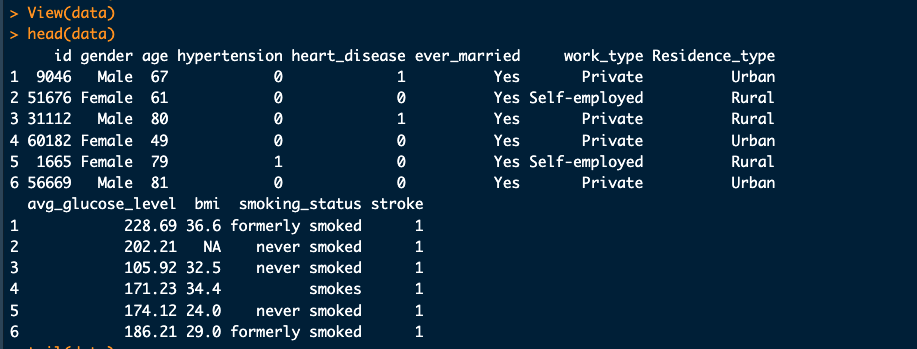 > View(data)
> head(data)
     id gender age hypertension heart_disease ever_married     work_type Residence_type
1  9046   Male  67            0             1          Yes       Private          Urban
2 51676 Female  61            0             0          Yes Self-employed          Rural
3 31112   Male  80            0             1          Yes       Private          Rural
4 60182 Female  49            0             0          Yes       Private          Urban
5  1665 Female  79            1             0          Yes Self-employed          Rural
6 56669   Male  81            0             0          Yes       Private          Urban
  avg_glucose_level  bmi  smoking_status stroke
1            228.69 36.6 formerly smoked      1
2            202.21   NA    never smoked      1
3            105.92 32.5    never smoked      1
4            171.23 34.4          smokes      1
5            174.12 24.0    never smoked      1
6            186.21 29.0 formerly smoked      1